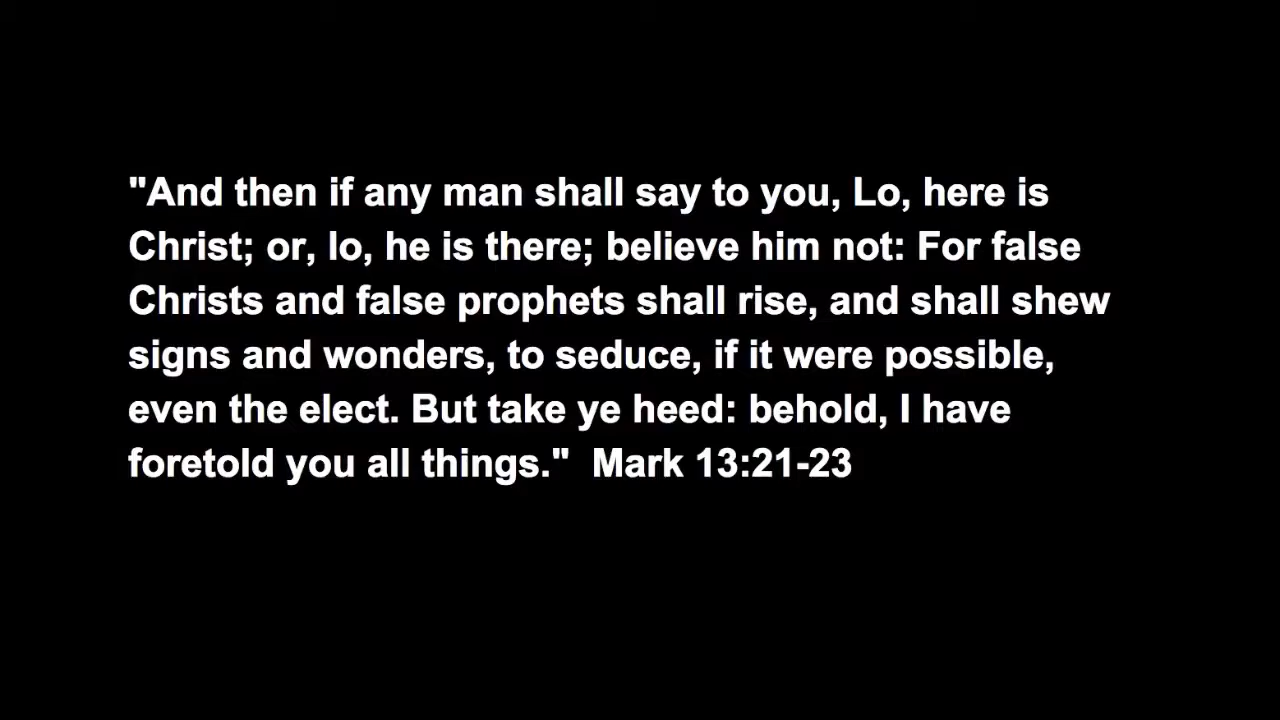 "And then if any man shall say to you, Lo, here is
Christ; or, lo, he is there; believe him not: For false
Christs and false prophets shall rise, and shall shew
signs and wonders, to seduce, if it were possible,
even the elect. But take ye heed: behold, I have
foretold you all things."  Mark 13:21-23